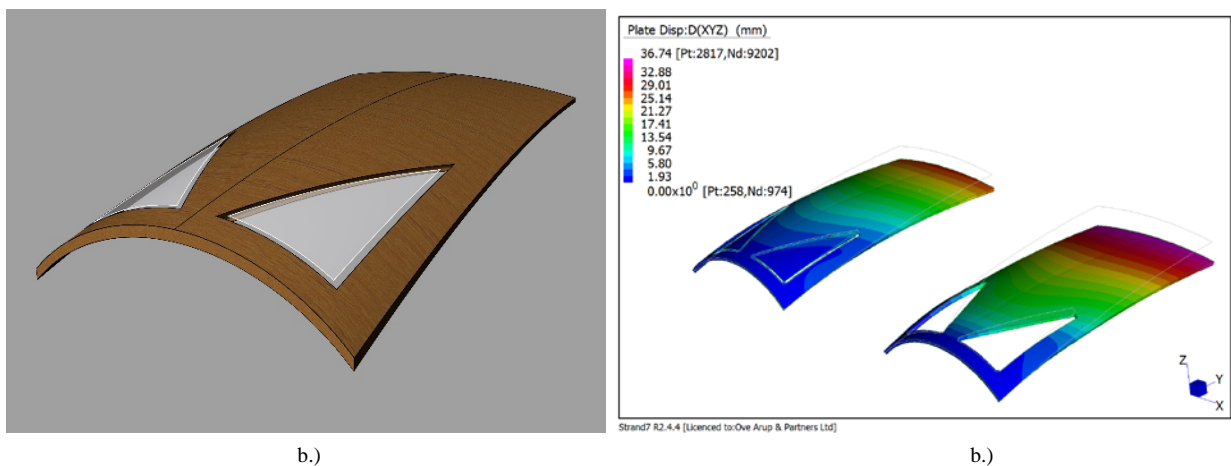 Plate Disp:D(XYZ) (mm)
36.74 [Pt:2817,Nd:9202]
32.88
29.01
25.14
21.27
17.41
13.54
9.67
5.80
1.93
0.00x10⁰ [Pt:258,Nd:974]
Z
Y
X
Strand7 R2.4.4 [Licenced to:Ove Arup & Partners Ltd]
b.)
b.)